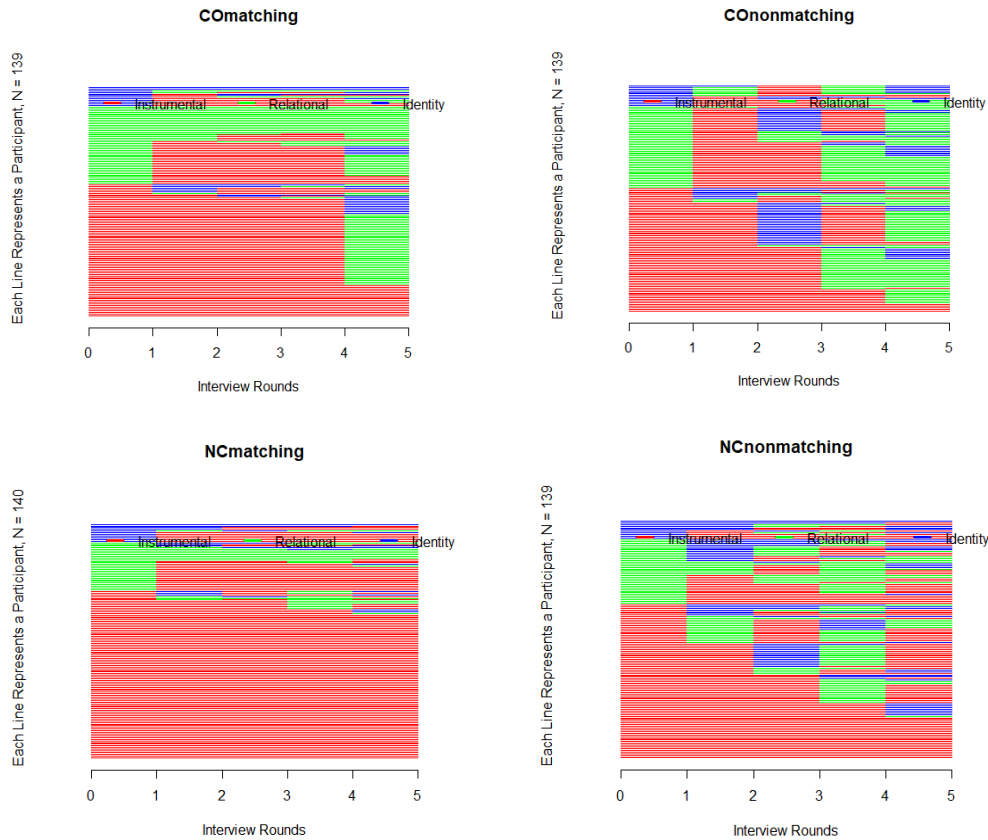 COmatching
Each Line Represents a Participant, N = 139
Instrumental Relational Identity
0 1 2 3 4 5
Interview Rounds
COnonmatching
Each Line Represents a Participant, N = 139
Instrumental Relational Identity
0 1 2 3 4 5
Interview Rounds
NCmatching
Each Line Represents a Participant, N = 140
Instrumental Relational Identity
0 1 2 3 4 5
Interview Rounds
NCnonmatching
Each Line Represents a Participant, N = 139
Instrumental Relational Identity
0 1 2 3 4 5
Interview Rounds